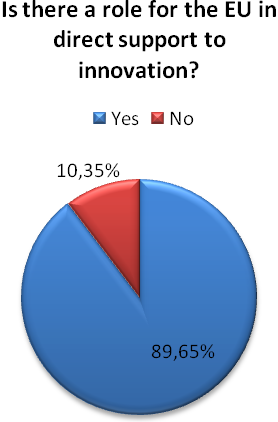 Is there a role for the EU in
direct support to
innovation?
Yes No
10,35%
89,65%